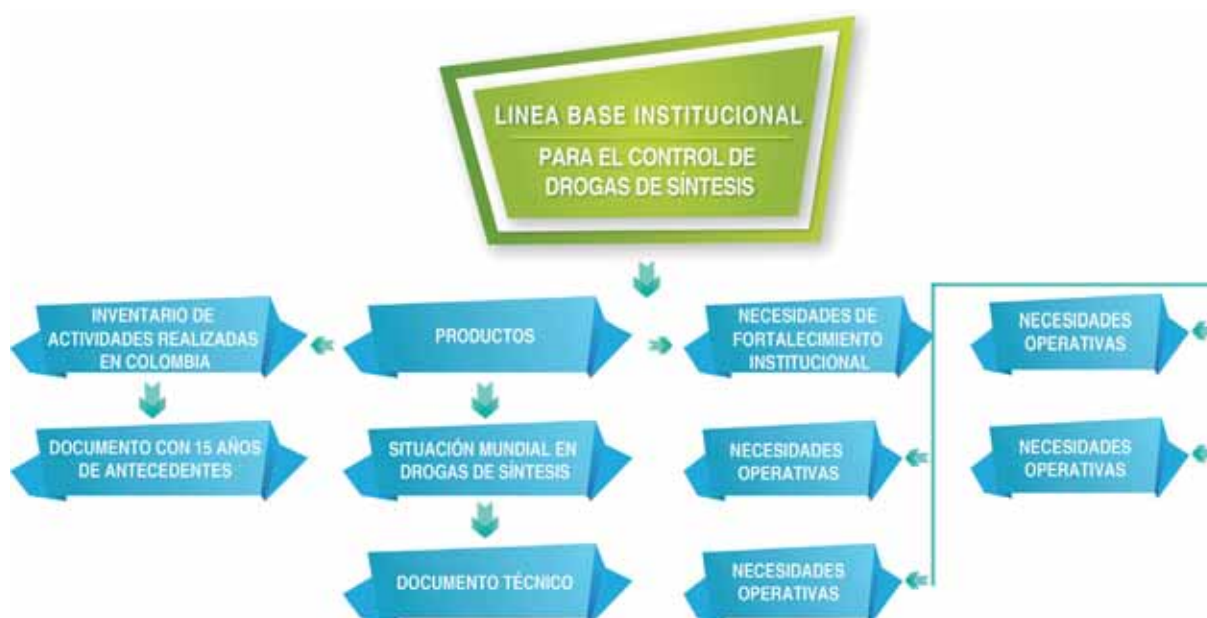 LINEA BASE INSTITUCIONAL
PARA EL CONTROL DE
DROGAS DE SÍNTESIS
INVENTARIO DE
ACTIVIDADES REALIZADAS
EN COLOMBIA
PRODUCTOS
NECESIDADES DE
FORTALECIMIENTO
INSTITUCIONAL
NECESIDADES
OPERATIVAS
DOCUMENTO CON 15 AÑOS
DE ANTECEDENTES
SITUACIÓN MUNDIAL EN
DROGAS DE SÍNTESIS
NECESIDADES
OPERATIVAS
NECESIDADES
OPERATIVAS
DOCUMENTO TÉCNICO
NECESIDADES
OPERATIVAS